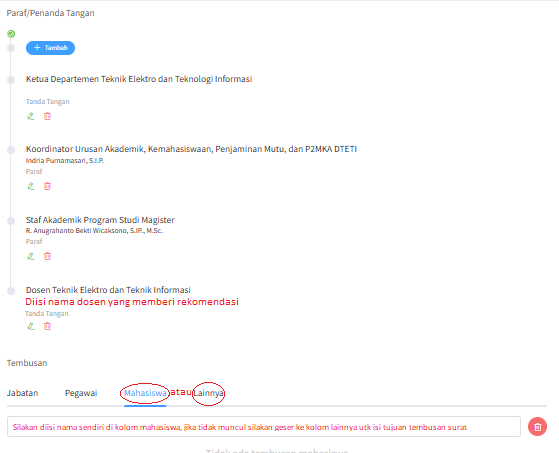 Paraf/Penanda Tangan
+ Tambah
Ketua Departemen Teknik Elektro dan Teknologi Informasi
Tanda Tangan
Koordinator Urusan Akademik, Kemahasiswaan, Penjaminan Mutu, dan P2MKA DTETI
Indria Purnamasari, S.I.P.
Paraf
Staf Akademik Program Studi Magister
R. Anugrahanto Bekti Wicaksono, S.IP., M.Sc.
Paraf
Dosen Teknik Elektro dan Teknik Informasi
Diisi nama dosen yang memberi rekomendasi
Tanda Tangan
Tembusan
Jabatan Pegawai Mahasiswa atau Lainnya
Silakan diisi nama sendiri di kolom mahasiswa, jika tidak muncul silakan geser ke kolom lainnya utk isi tujuan tembusan surat
Tidak ada tembusan mahasiswa